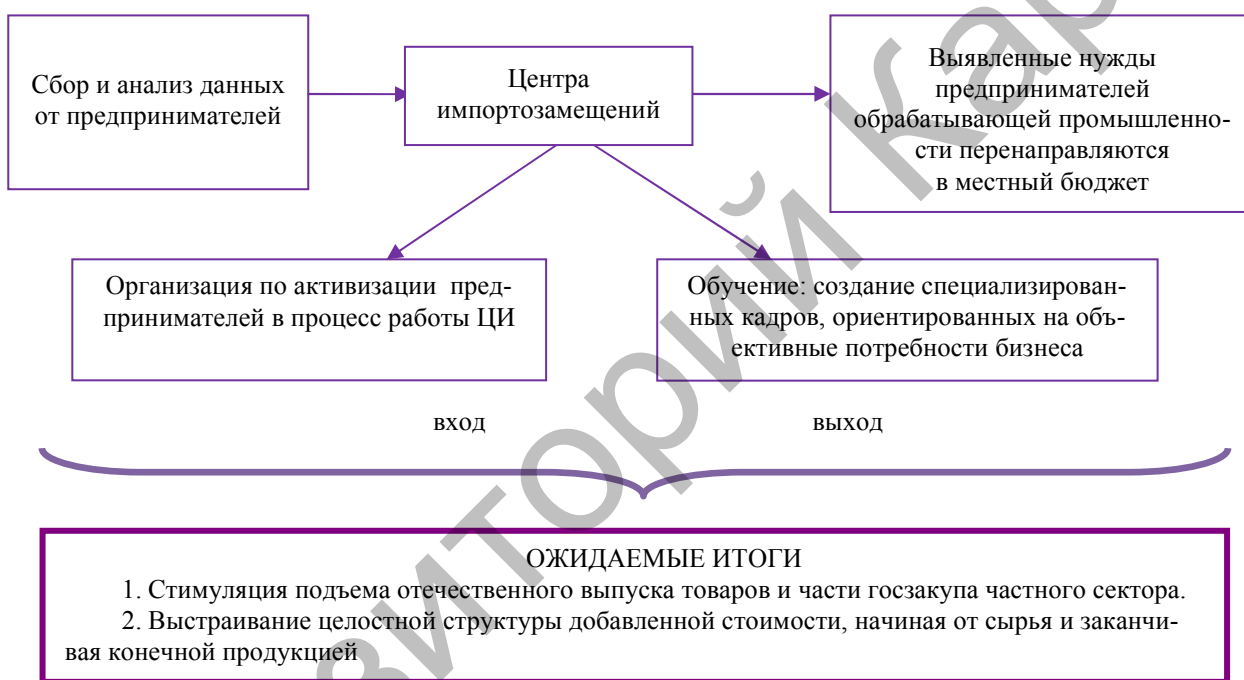 Сбор и анализ данных
от предпринимателей
Центра
импортозамещений
Выявленные нужды
предпринимателей
обрабатывающей промышленно-
сти перенаправляются
в местный бюджет
Организация по активизации пред-
принимателей в процесс работы ЦИ
Обучение: создание специализирован-
ных кадров, ориентированных на объ-
ективные потребности бизнеса
вход
выход
ОЖИДАЕМЫЕ ИТОГИ
1. Стимуляция подъема отечественного выпуска товаров и части госзакупа частного сектора.
2. Выстраивание целостной структуры добавленной стоимости, начиная от сырья и заканчи-
вая конечной продукцией